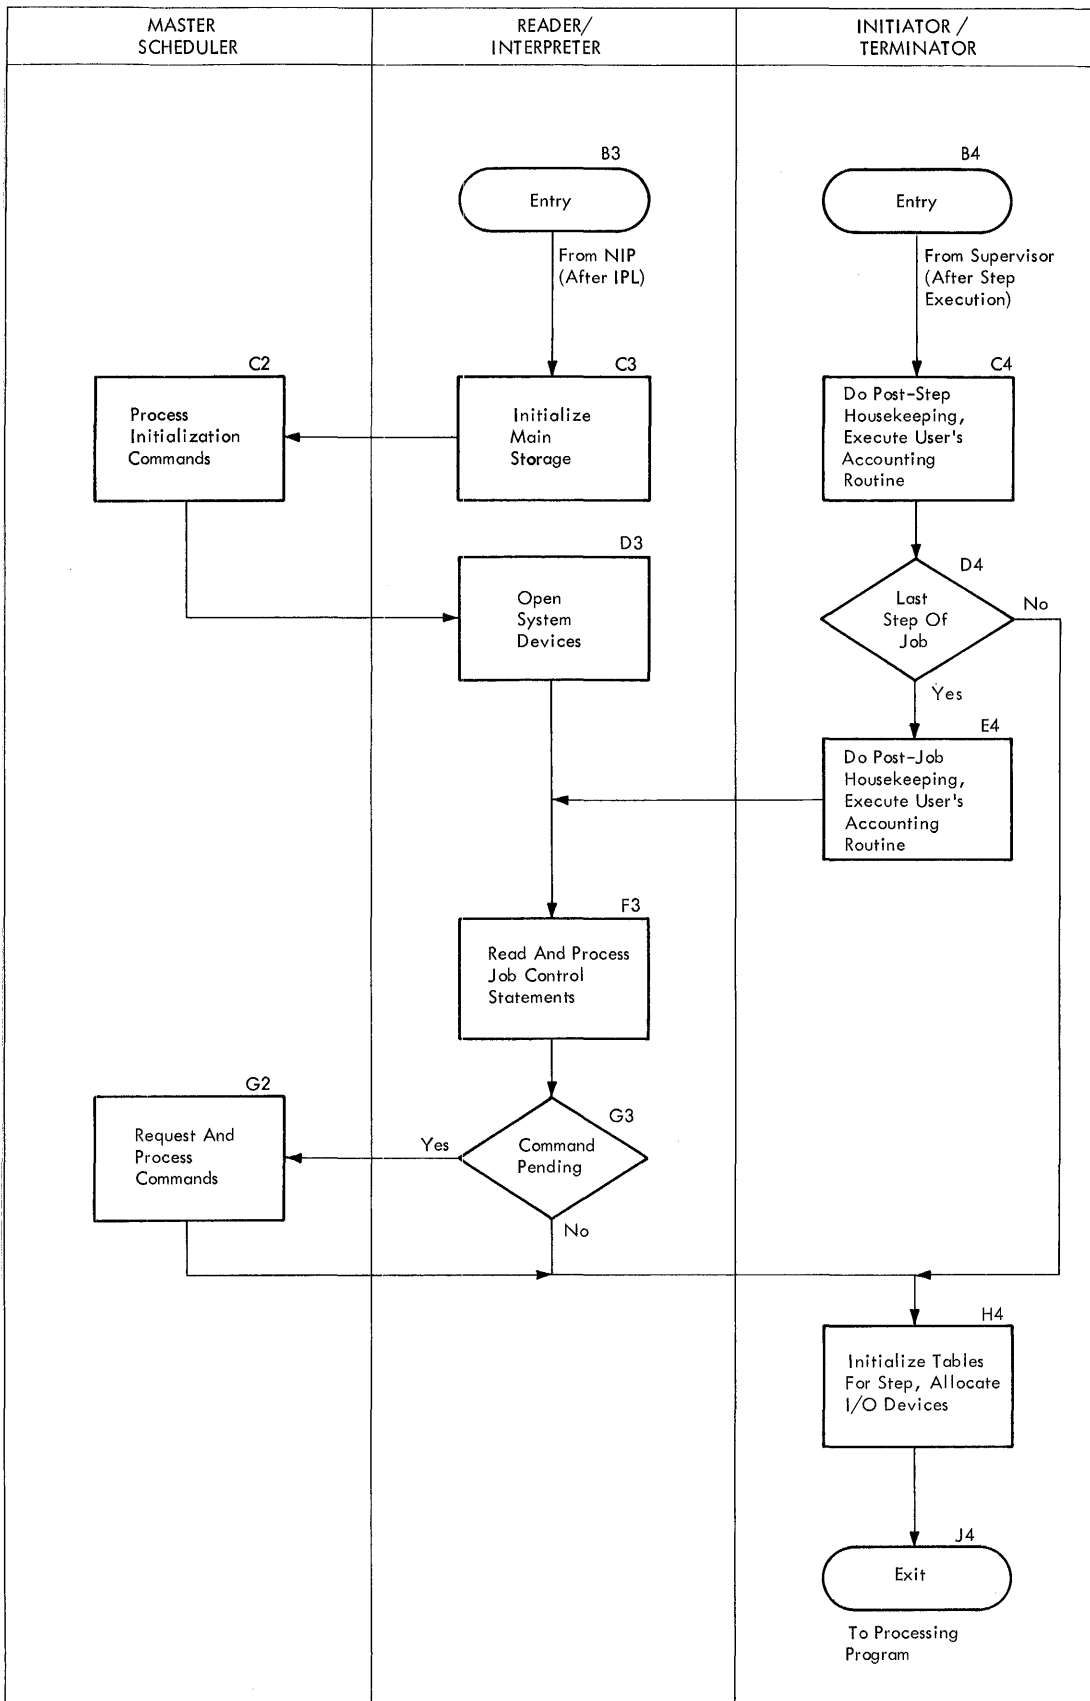 MASTER
SCHEDULER
READER/
INTERPRETER
INITIATOR /
TERMINATOR
B3
Entry
From NIP
(After IPL)
B4
Entry
From Supervisor
(After Step
Execution)
C2
Process
Initialization
Commands
C3
Initialize
Main
Storage
C4
Do Post-Step
Housekeeping,
Execute User's
Accounting
Routine
D3
Open
System
Devices
D4
Last
Step Of
Job
No
Yes
E4
Do Post-Job
Housekeeping,
Execute User's
Accounting
Routine
F3
Read And Process
Job Control
Statements
G2
Request And
Process
Commands
Yes
G3
Command
Pending
No
H4
Initialize Tables
For Step, Allocate
I/O Devices
J4
Exit
To Processing
Program